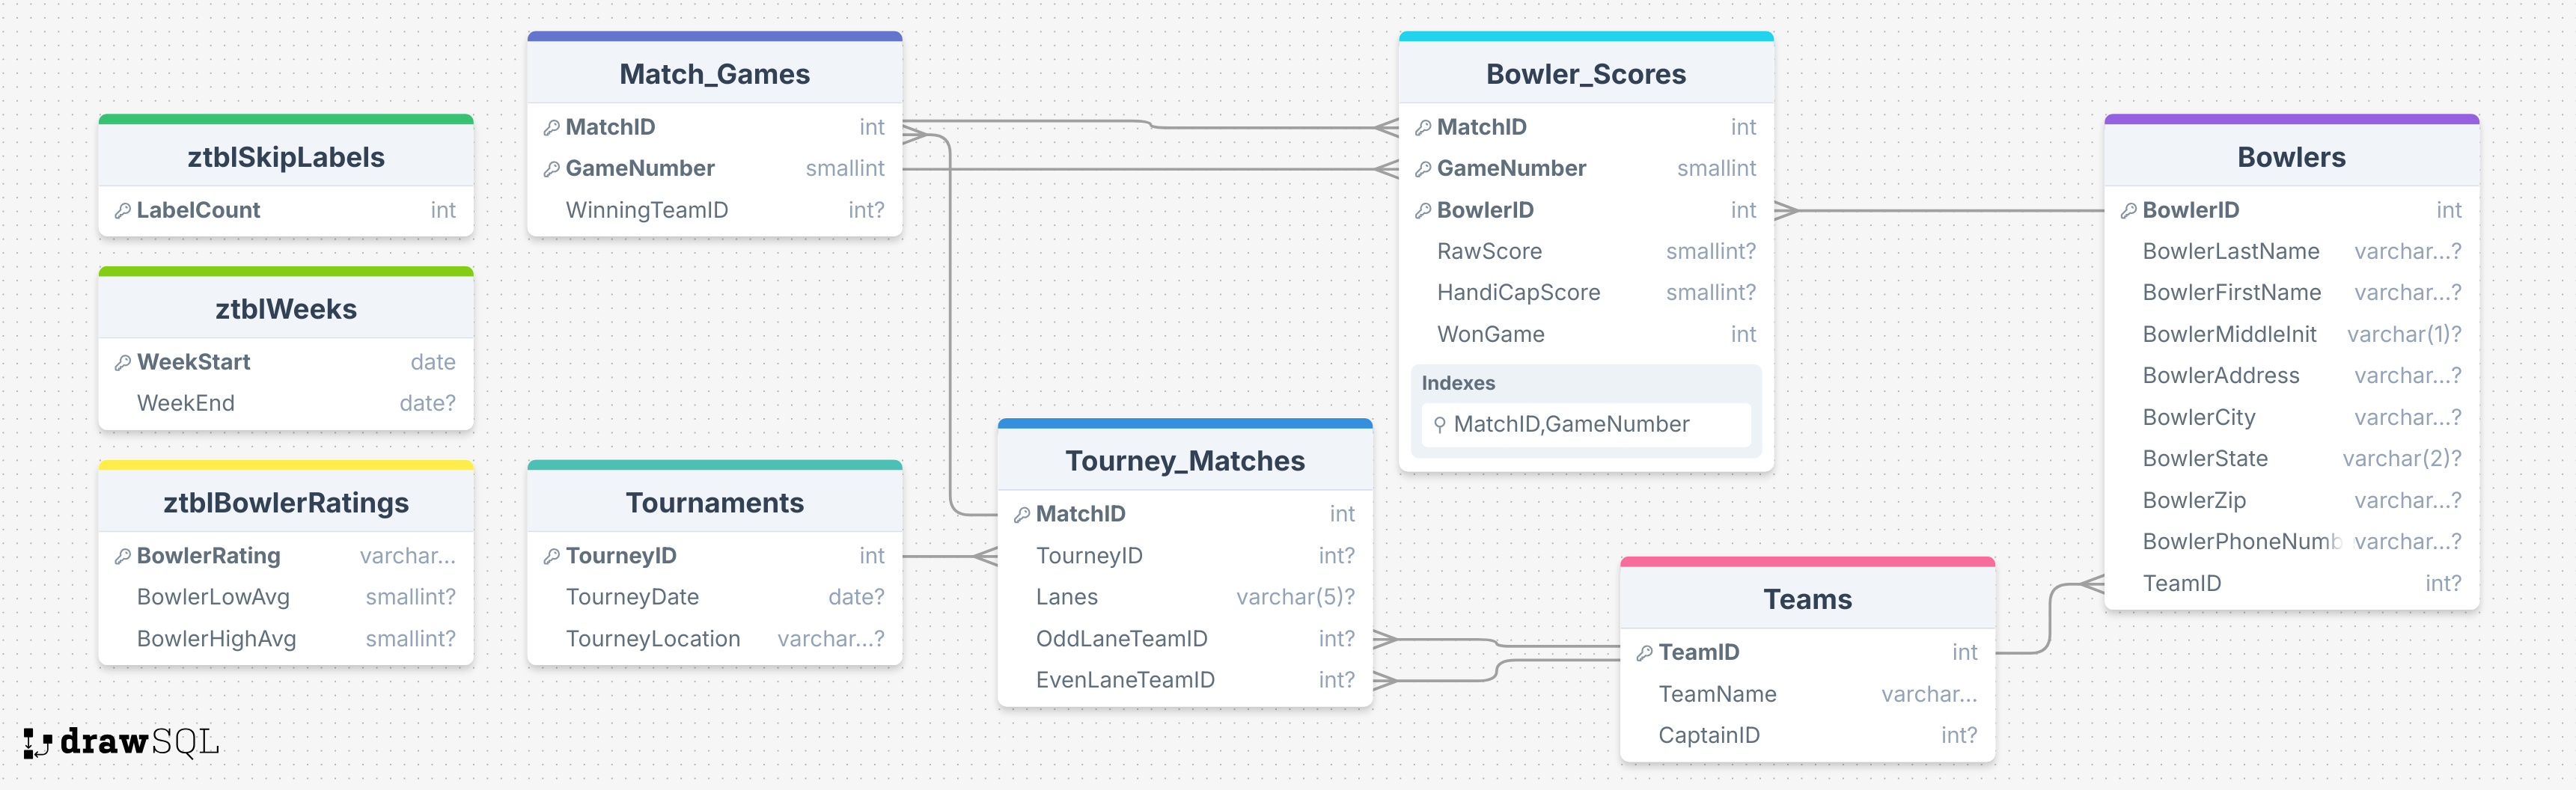 ztblSkipLabels
LabelCount int
ztblWeeks
WeekStart date
WeekEnd date?
ztblBowlerRatings
BowlerRating varchar...
BowlerLowAvg smallint?
BowlerHighAvg smallint?
Match_Games
MatchID int
GameNumber smallint
WinningTeamID int?
Tournaments
TourneyID int
TourneyDate date?
TourneyLocation varchar...?
Tourney_Matches
MatchID int
TourneyID int?
Lanes varchar(5)?
OddLaneTeamID int?
EvenLaneTeamID int?
Bowler_Scores
MatchID int
GameNumber smallint
BowlerID int
RawScore smallint?
HandiCapScore smallint?
WonGame int
Indexes
MatchID,GameNumber
Teams
TeamID int
TeamName varchar...
CaptainID int?
Bowlers
BowlerID int
BowlerLastName varchar...?
BowlerFirstName varchar...?
BowlerMiddleInit varchar(1)?
BowlerAddress varchar...?
BowlerCity varchar...?
BowlerState varchar(2)?
BowlerZip varchar...?
BowlerPhoneNumb varchar...?
TeamID int?
drawSQL